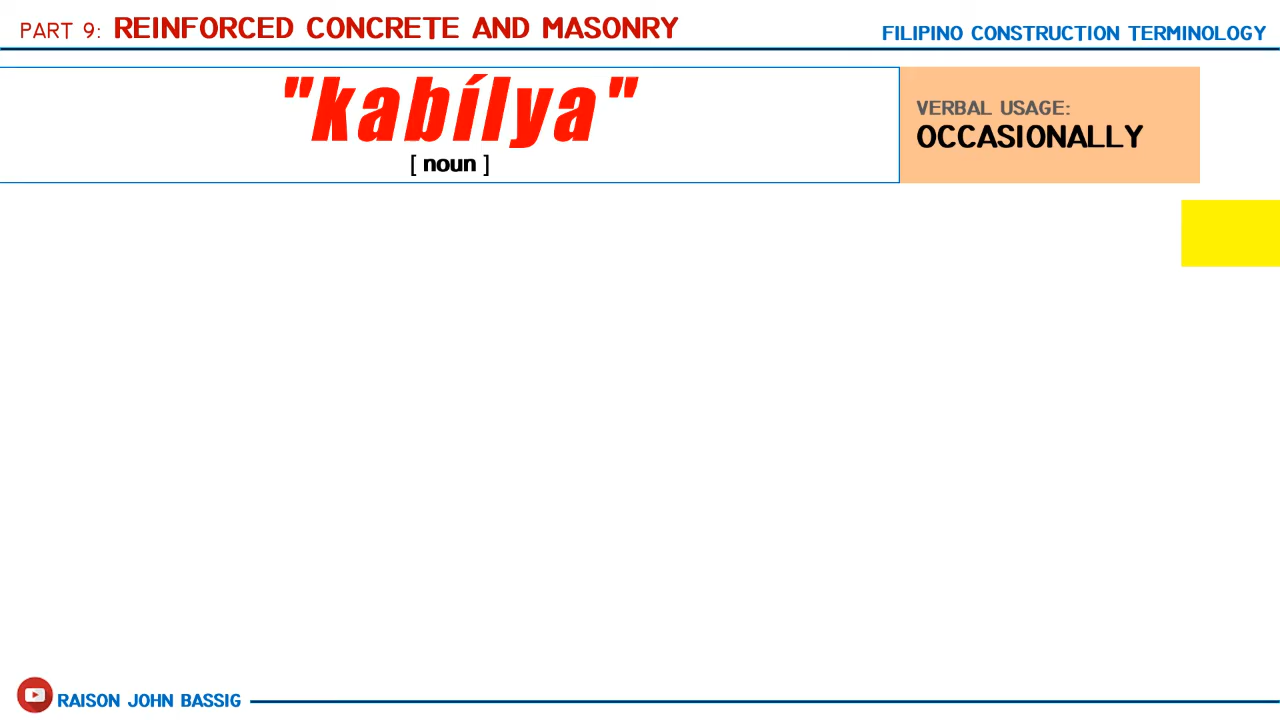 PART 9: REINFORCED CONCRETE AND MASONRY
FILIPINO CONSTRUCTION TERMINOLOGY
"kabílya"
[ noun ]
VERBAL USAGE:
OCCASIONALLY
RAISON JOHN BASSIG